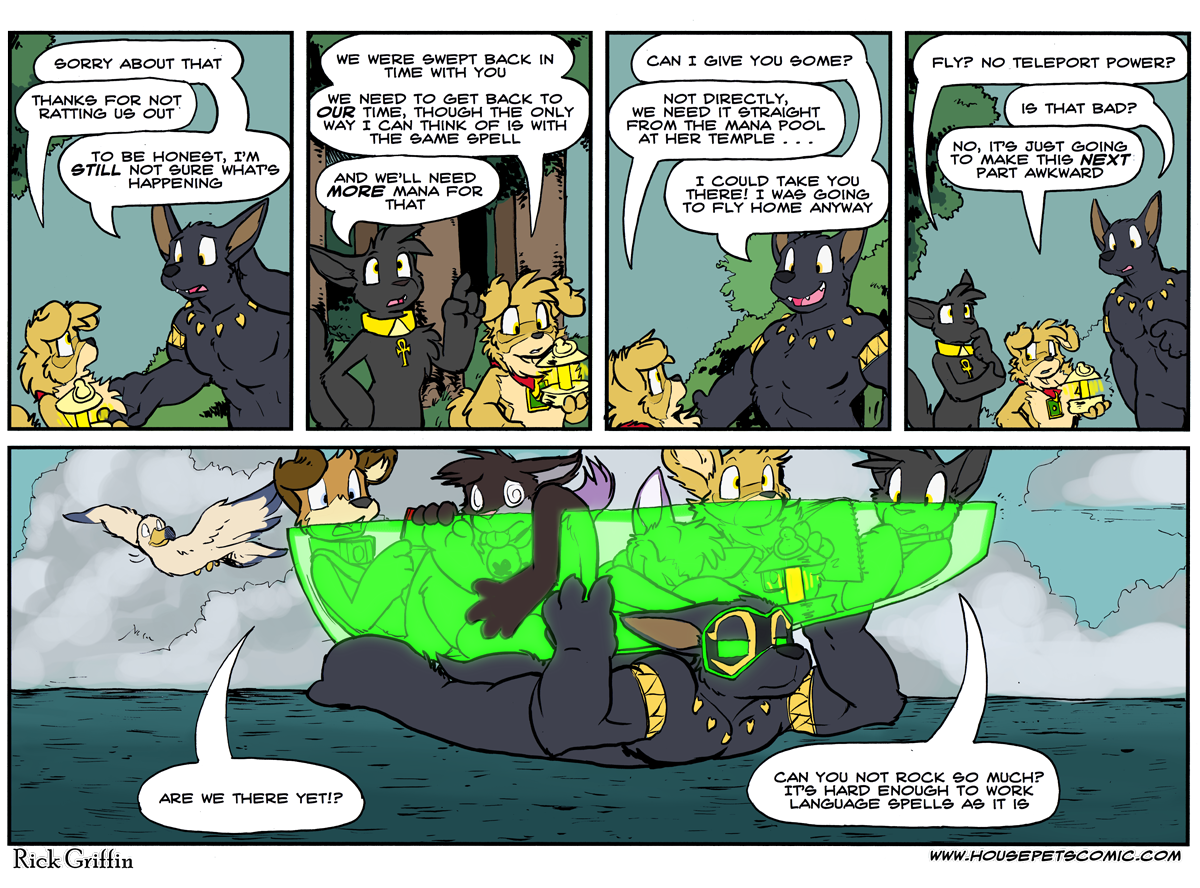 SORRY ABOUT THAT
THANKS FOR NOT
RATTING US OUT
TO BE HONEST, I'M
STILL NOT SURE WHAT'S
HAPPENING
WE WERE SWEPT BACK IN
TIME WITH YOU
WE NEED TO GET BACK TO
OUR TIME, THOUGH THE ONLY
WAY I CAN THINK OF IS WITH
THE SAME SPELL
AND WE'LL NEED
MORE MANA FOR
THAT
CAN I GIVE YOU SOME?
NOT DIRECTLY,
WE NEED IT STRAIGHT
FROM THE MANA POOL
AT HER TEMPLE . . .
I COULD TAKE YOU
THERE! I WAS GOING
TO FLY HOME ANYWAY
FLY? NO TELEPORT POWER?
IS THAT BAD?
NO, IT'S JUST GOING
TO MAKE THIS NEXT
PART AWKWARD
ARE WE THERE YET!?
CAN YOU NOT ROCK SO MUCH?
IT'S HARD ENOUGH TO WORK
LANGUAGE SPELLS AS IT IS
Rick Griffin
WWW.HOUSEPETSCOMIC.COM